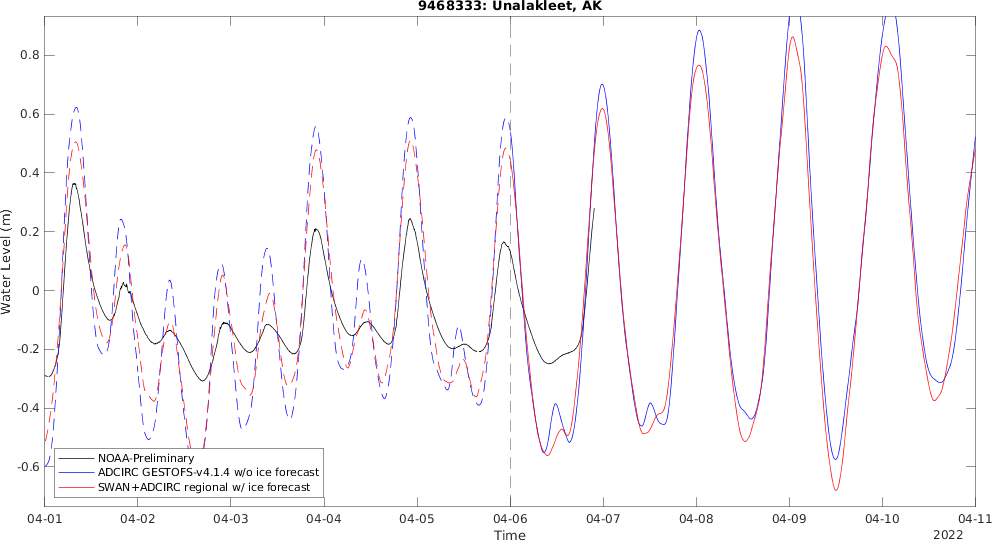 9468333: Unalakleet, AK
Water Level (m)
0.8
0.6
0.4
0.2
0
-0.2
-0.4
-0.6
NOAA-Preliminary
ADCIRC GESTOFS-v4.1.4 w/o ice forecast
SWAN+ADCIRC regional w/ ice forecast
04-01 04-02 04-03 04-04 04-05 04-06 04-07 04-08 04-09 04-10 04-11
Time
2022